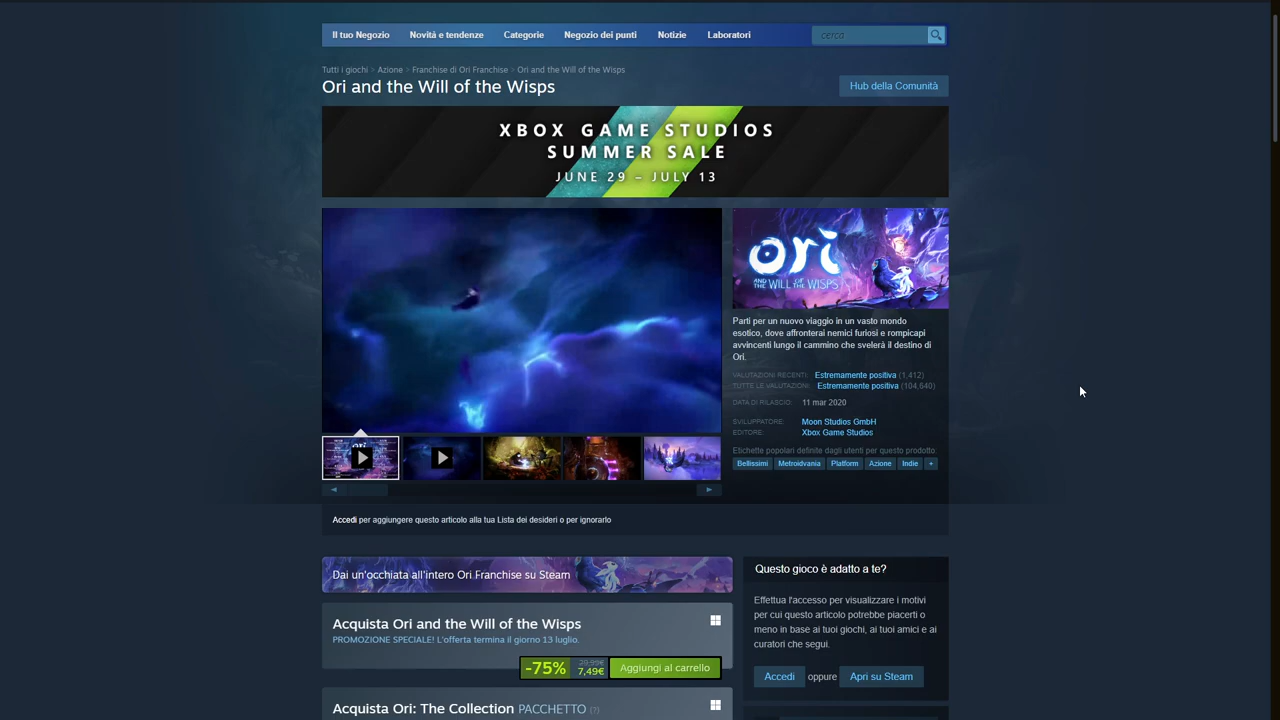 Il tuo Negozio Novità e tendenze Categorie Negozio dei punti Notizie Laboratori cerca
Tutti i giochi > Azione > Franchise di Ori Franchise > Ori and the Will of the Wisps
Ori and the Will of the Wisps
Hub della Comunità
XBOX GAME STUDIOS
SUMMER SALE
JUNE 29 – JULY 13
ori
AND THE WILL OF THE WISPS
Parti per un nuovo viaggio in un vasto mondo
esotico, dove affronterai nemici furiosi e rompicapi
avvincenti lungo il cammino che svelerà il destino di
Ori.
VALUTAZIONI RECENTI: Estremamente positiva (1,412)
TUTTE LE VALUTAZIONI: Estremamente positiva (104,640)
DATA DI RILASCIO: 11 mar 2020
SVILUPPATORE: Moon Studios GmbH
EDITORE: Xbox Game Studios
Etichette popolari definite dagli utenti per questo prodotto:
Bellissimi Metroidvania Platform Azione Indie +
Accedi per aggiungere questo articolo alla tua Lista dei desideri o per ignorarlo
Dai un'occhiata all'intero Ori Franchise su Steam
Acquista Ori and the Will of the Wisps
PROMOZIONE SPECIALE! L'offerta termina il giorno 13 luglio.
-75% 29,99€ 7,49€ Aggiungi al carrello
Acquista Ori: The Collection PACCHETTO (?)
Questo gioco è adatto a te?
Effettua l'accesso per visualizzare i motivi
per cui questo articolo potrebbe piacerti o
meno in base ai tuoi giochi, ai tuoi amici e ai
curatori che segui.
Accedi oppure Apri su Steam